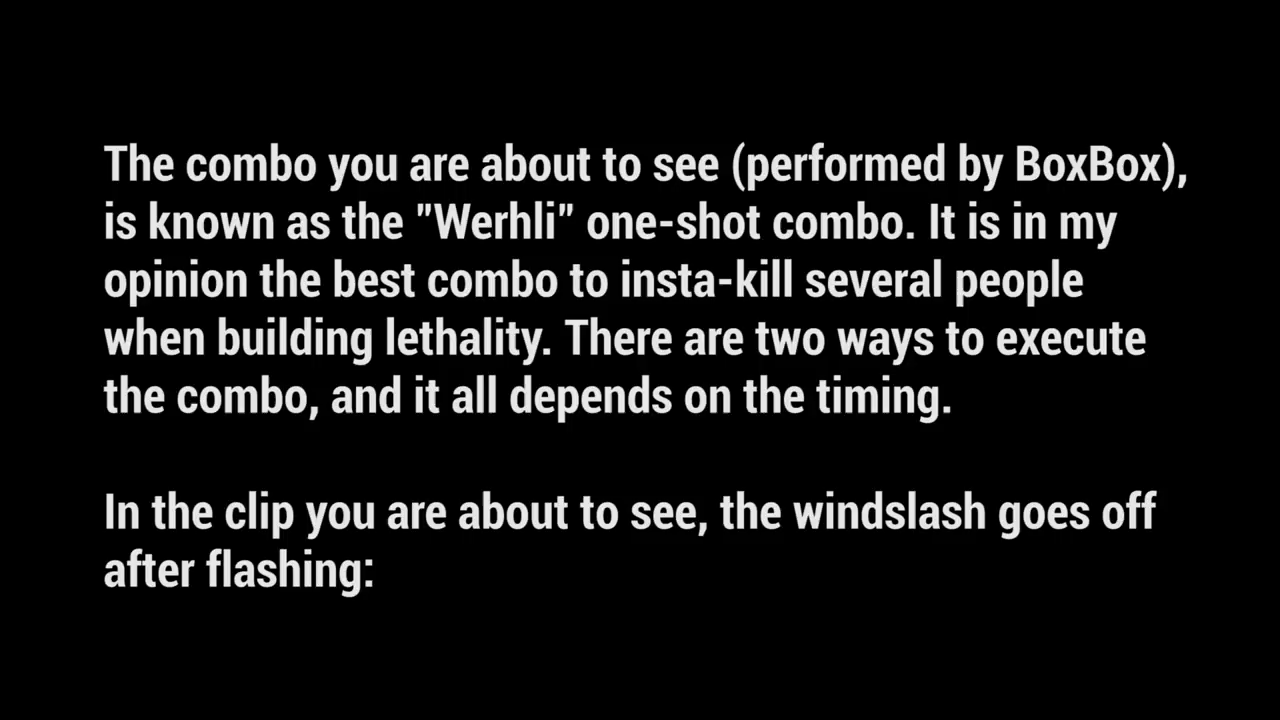 The combo you are about to see (performed by BoxBox),
is known as the "Werhli" one-shot combo. It is in my
opinion the best combo to insta-kill several people
when building lethality. There are two ways to execute
the combo, and it all depends on the timing.
In the clip you are about to see, the windslash goes off
after flashing: